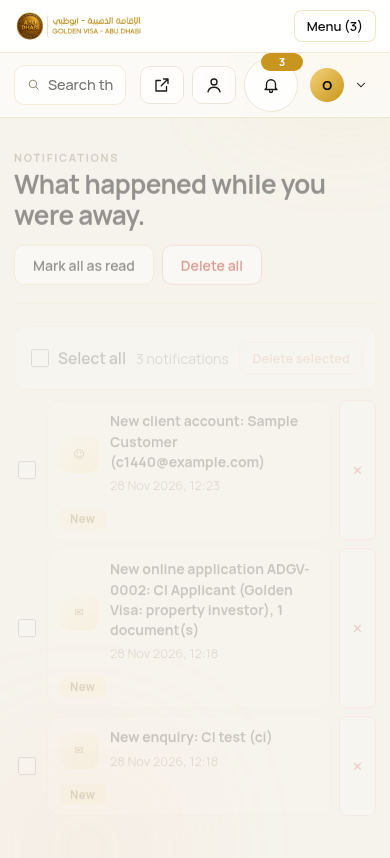 الإقامة الذهبية - أبوظبي
GOLDEN VISA - ABU DHABI
Menu (3)
Search th
3
O
NOTIFICATIONS
What happened while you
were away.
Mark all as read
Delete all
Select all
3 notifications
Delete selected
New client account: Sample
Customer
(c1440@example.com)
28 Nov 2026, 12:23
New
×
New online application ADGV-
0002: CI Applicant (Golden
Visa: property investor), 1
document(s)
28 Nov 2026, 12:18
New
×
New enquiry: CI test (ci)
28 Nov 2026, 12:18
New
×